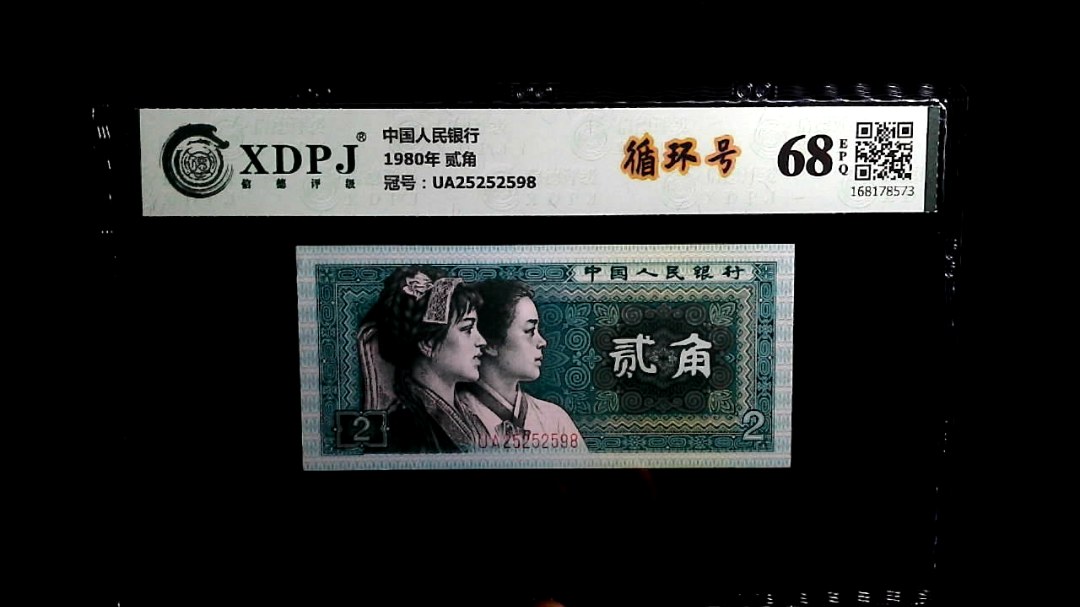 XDPJ®
信德评级
中国人民银行
1980年 贰角
冠号：UA25252598
循环号
68
EPQ
168178573
中国人民银行
贰角
2
2
UA25252598